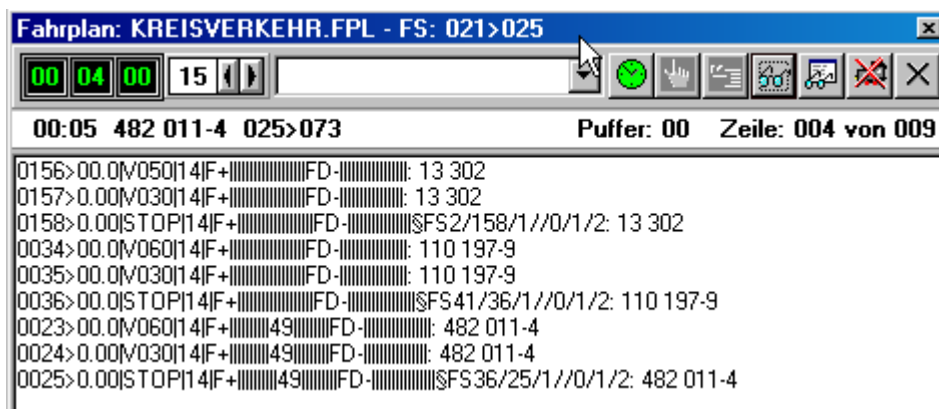 Fahrplan: KREISVERKEHR.FPL - FS: 021>025
00 04 00 15
00:05 482 011-4 025>073 Puffer: 00 Zeile: 004 von 009
0156>00.0|V050|14|F+||||||||||||||||FD-||||||||||||||: 13 302
0157>0.00|V030|14|F+||||||||||||||||FD-|||||||||||||: 13 302
0158>0.00|STOP|14|F+||||||||||||||||FD-|||||||||||||§FS2/158/1//0/1/2: 13 302
0034>00.0|V060|14|F+||||||||||||||||FD-||||||||||||||: 110 197-9
0035>00.0|V030|14|F+||||||||||||||||FD-||||||||||||||: 110 197-9
0036>00.0|STOP|14|F+||||||||||||||||FD-||||||||||||||§FS41/36/1//0/1/2: 110 197-9
0023>00.0|V060|14|F+||||||||49|||||||FD-||||||||||||||: 482 011-4
0024>0.00|V030|14|F+||||||||49|||||||FD-||||||||||||||: 482 011-4
0025>0.00|STOP|14|F+||||||||49|||||||FD-|||||||||||||||§FS36/25/1//0/1/2: 482 011-4